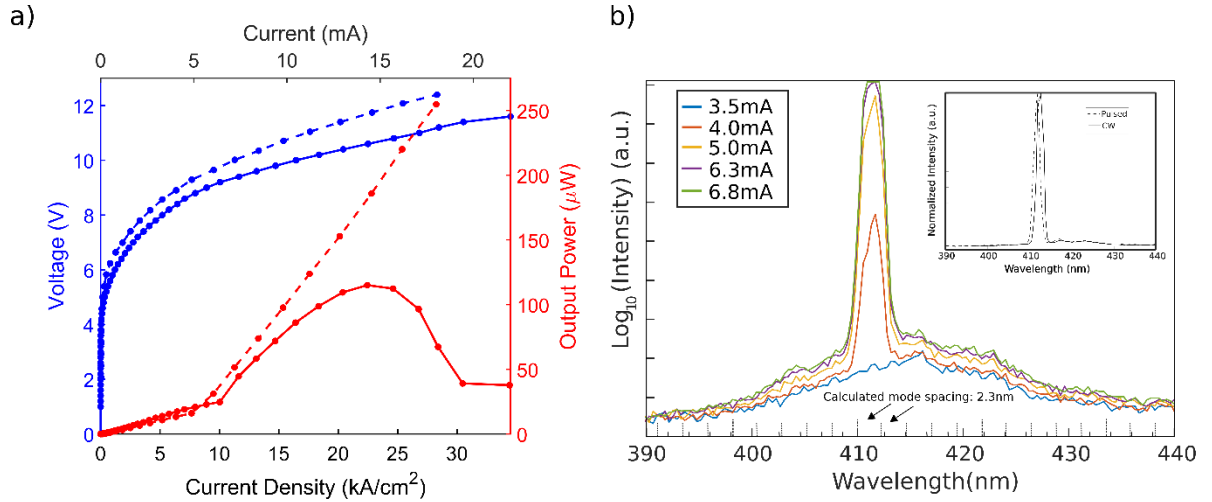 a)
Current (mA)
0 5 10 15 20
Voltage (V)
12
10
8
6
4
2
0
250
200
150
100
50
0
Output Power (μW)
0 5 10 15 20 25 30
Current Density (kA/cm²)
b)
Log₁₀(Intensity) (a.u.)
3.5mA
4.0mA
5.0mA
6.3mA
6.8mA
Normalized Intensity (a.u.)
Pulsed
CW
390 400 410 420 430 440
Wavelength (nm)
Calculated mode spacing: 2.3nm
390 400 410 420 430 440
Wavelength(nm)